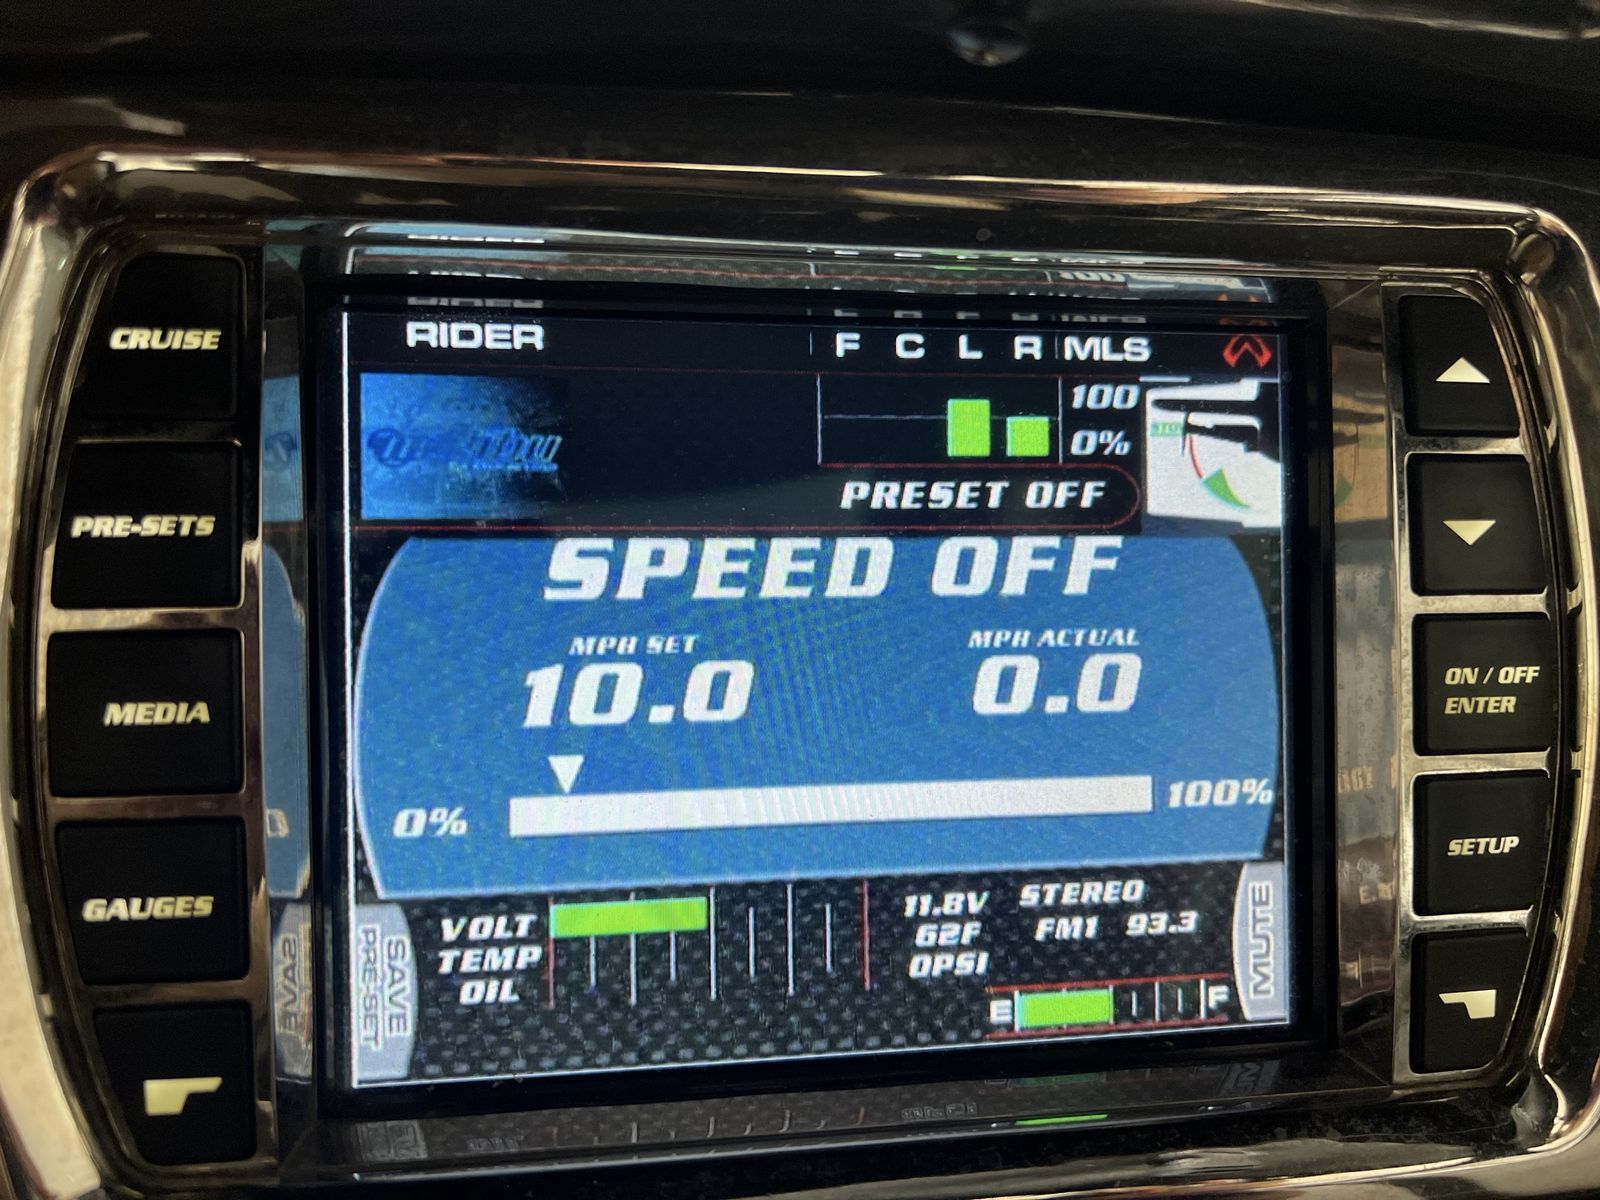 CRUISE
PRE-SETS
MEDIA
GAUGES
RIDER
F C L R MLS
100
0%
PRESET OFF
SPEED OFF
MPH SET
10.0
MPH ACTUAL
0.0
0% 100%
VOLT 11.8V
TEMP 62F
OIL 0PSI
STEREO
FM1 93.3
E F
SAVE
PRE-SET
MUTE
ON / OFF
ENTER
SETUP